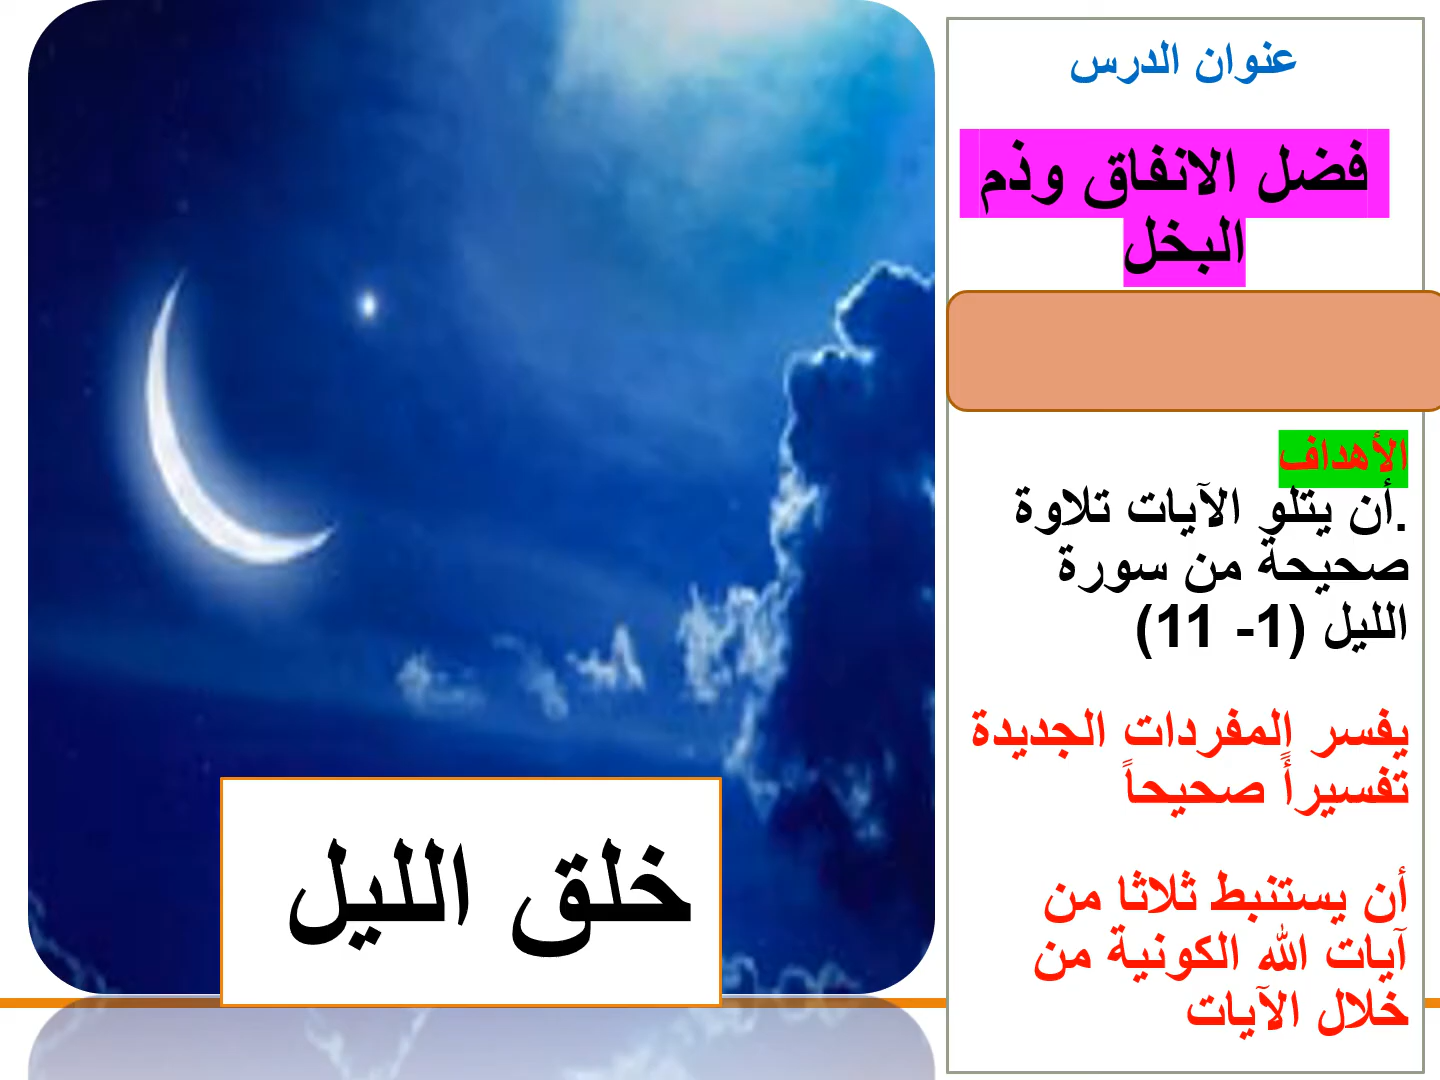 عنوان الدرس
فضل الانفاق وذم
البخل
الأهداف
.أن يتلو الآيات تلاوة
صحيحة من سورة
الليل (1- 11)
يفسر المفردات الجديدة
تفسيراً صحيحاً
أن يستنبط ثلاثا من
آيات الله الكونية من
خلال الآيات
خلق الليل